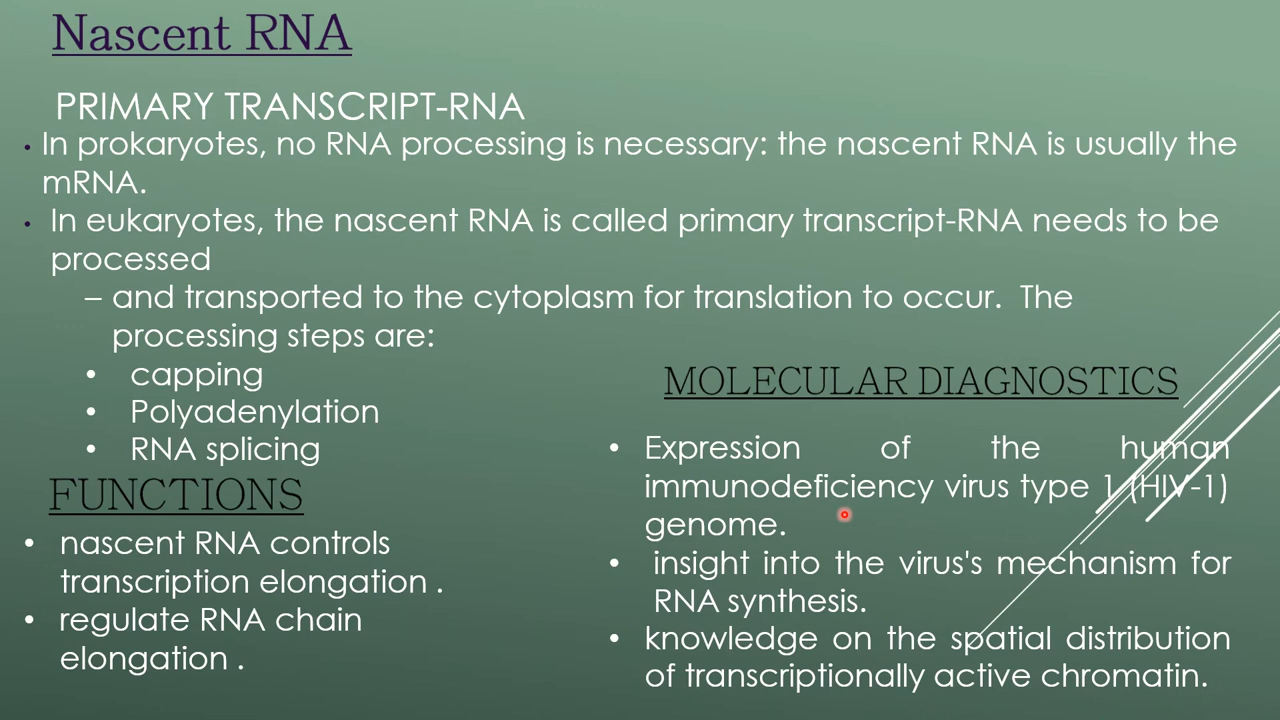 Nascent RNA
PRIMARY TRANSCRIPT-RNA
• In prokaryotes, no RNA processing is necessary: the nascent RNA is usually the
mRNA.
• In eukaryotes, the nascent RNA is called primary transcript-RNA needs to be
processed
– and transported to the cytoplasm for translation to occur. The
processing steps are:
• capping
• Polyadenylation
• RNA splicing
FUNCTIONS
• nascent RNA controls
transcription elongation .
• regulate RNA chain
elongation .
MOLECULAR DIAGNOSTICS
• Expression of the human
immunodeficiency virus type 1 (HIV-1)
genome.
• insight into the virus's mechanism for
RNA synthesis.
• knowledge on the spatial distribution
of transcriptionally active chromatin.